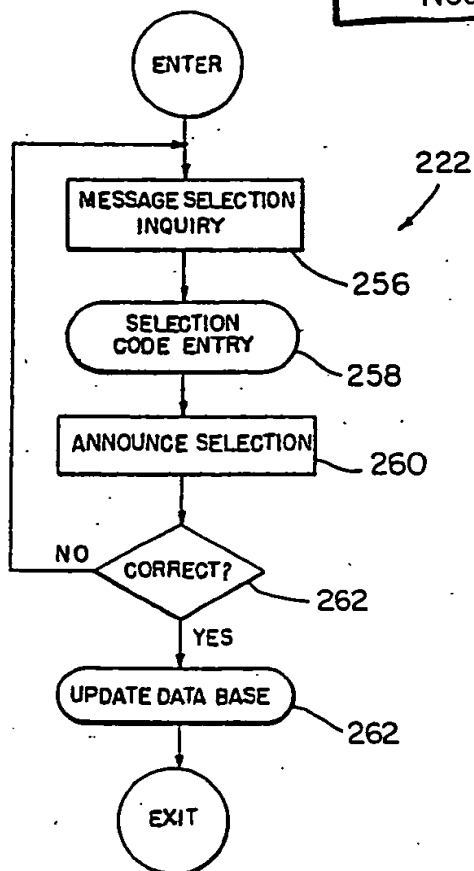 ENTER
MESSAGE SELECTION
INQUIRY
222
256
SELECTION
CODE ENTRY
258
ANNOUNCE SELECTION
260
NO
CORRECT?
262
YES
UPDATE DATA BASE
262
EXIT